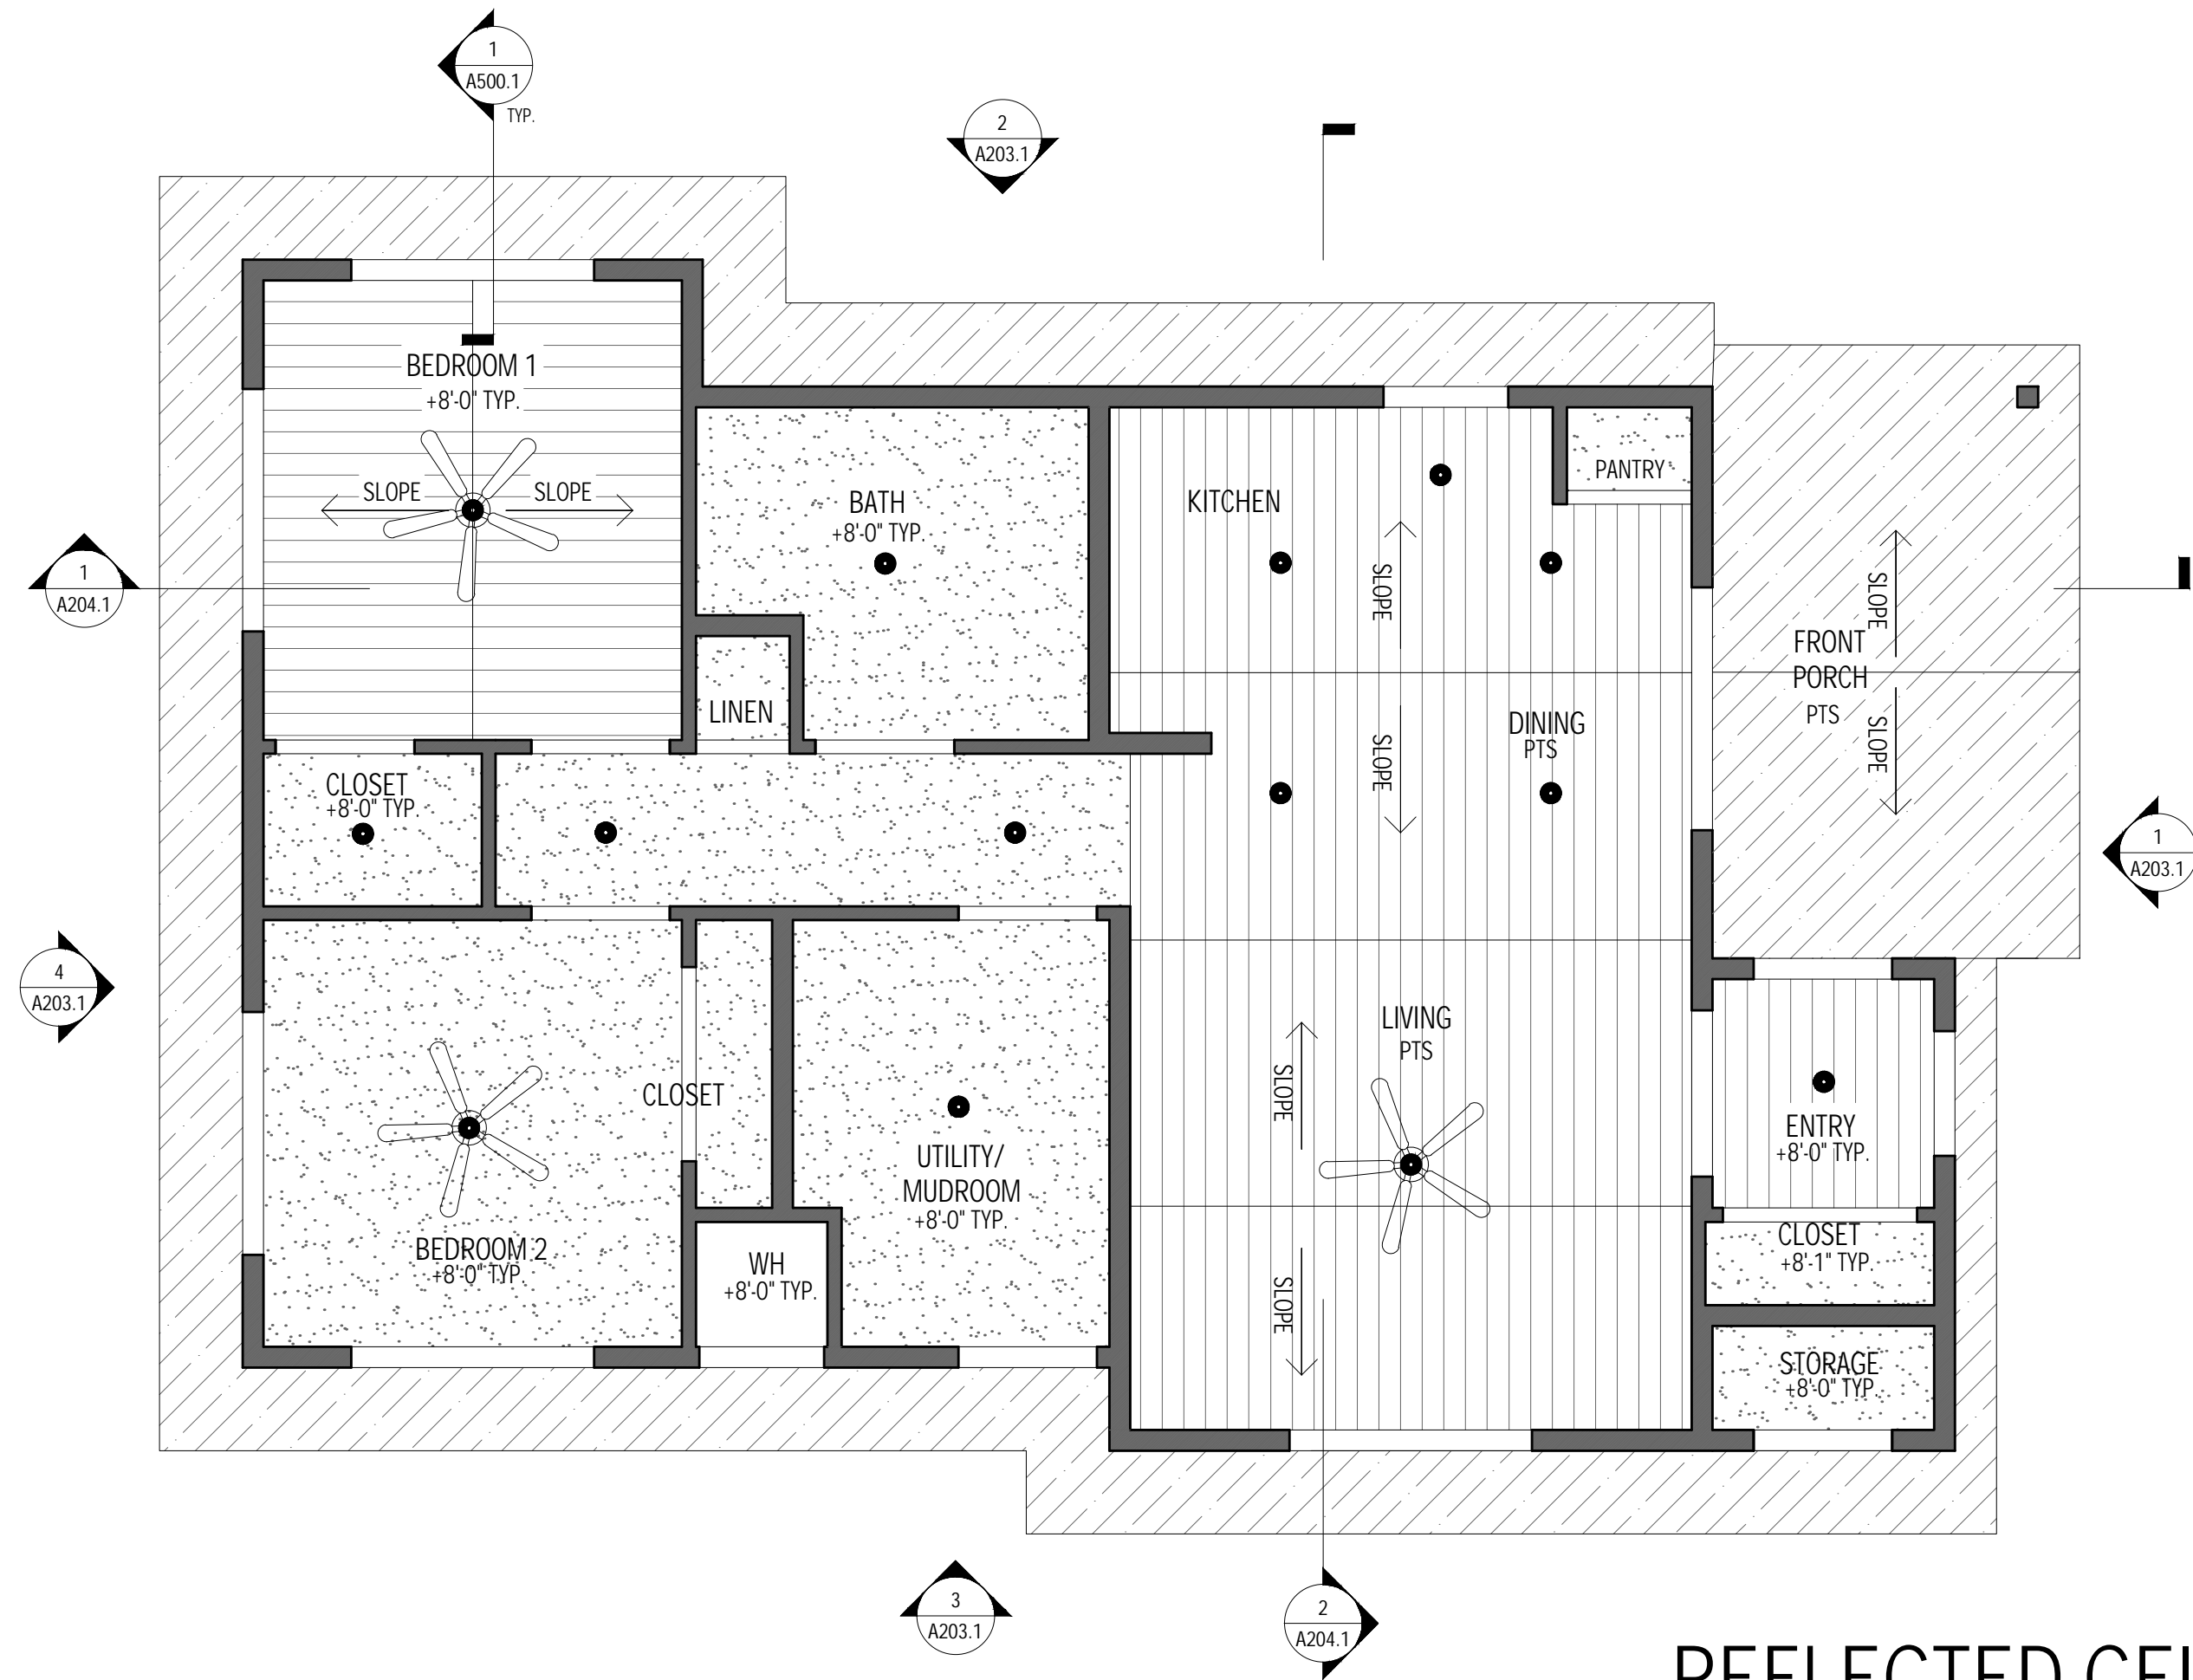 1
A500.1
TYP.
2
A203.1
BEDROOM 1
+8'-0" TYP.
SLOPE
SLOPE
BATH
+8'-0" TYP.
KITCHEN
PANTRY
SLOPE
SLOPE
1
A204.1
FRONT
PORCH
PTS
SLOPE
SLOPE
LINEN
DINING
PTS
CLOSET
+8'-0" TYP.
1
A203.1
4
A203.1
LIVING
PTS
SLOPE
SLOPE
CLOSET
UTILITY/
MUDROOM
+8'-0" TYP.
ENTRY
+8'-0" TYP.
BEDROOM 2
+8'-0" TYP.
WH
+8'-0" TYP.
CLOSET
+8'-1" TYP.
STORAGE
+8'-0" TYP.
3
A203.1
2
A204.1
REFLECTED CEI